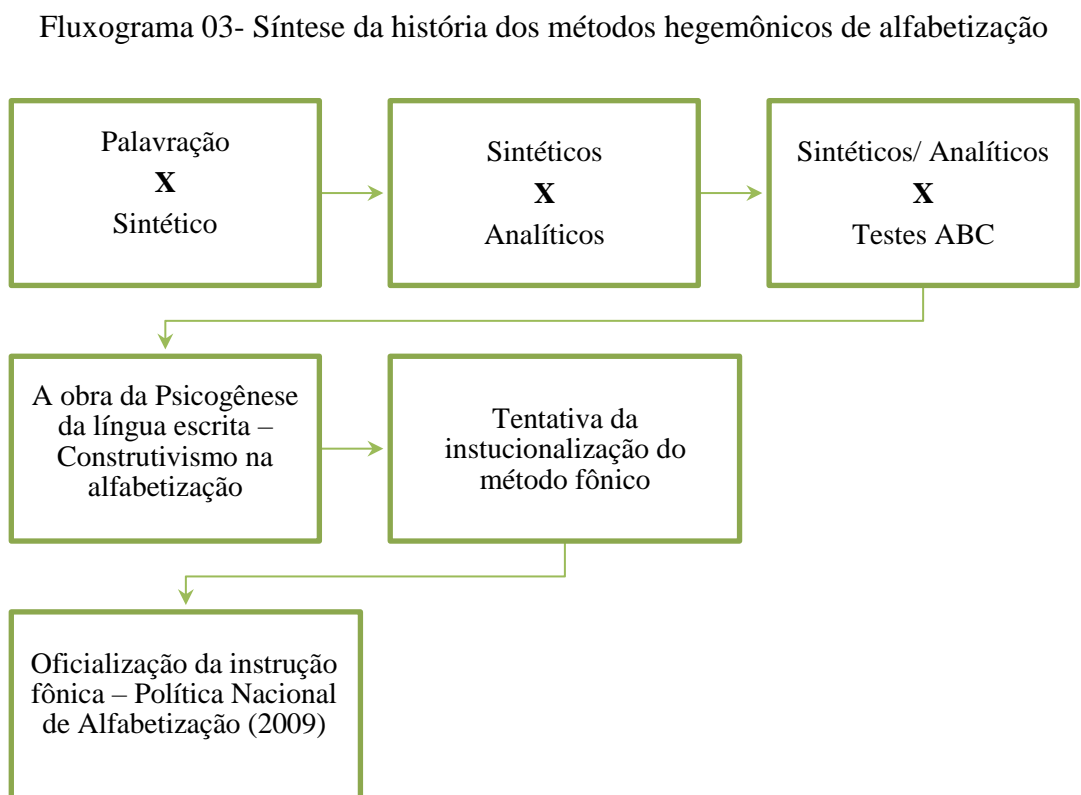 Fluxograma 03- Síntese da história dos métodos hegemônicos de alfabetização
Palavração
X
Sintético
Sintéticos
X
Analíticos
Sintéticos/ Analíticos
X
Testes ABC
A obra da Psicogênese
da língua escrita –
Construtivismo na
alfabetização
Tentativa da
instucionalização do
método fônico
Oficialização da instrução
fônica – Política Nacional
de Alfabetização (2009)